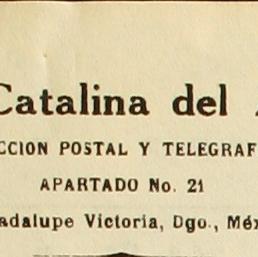 Catalina del
CCION POSTAL Y TELEGRAF
APARTADO No. 21
adalupe Victoria, Dgo., Méx